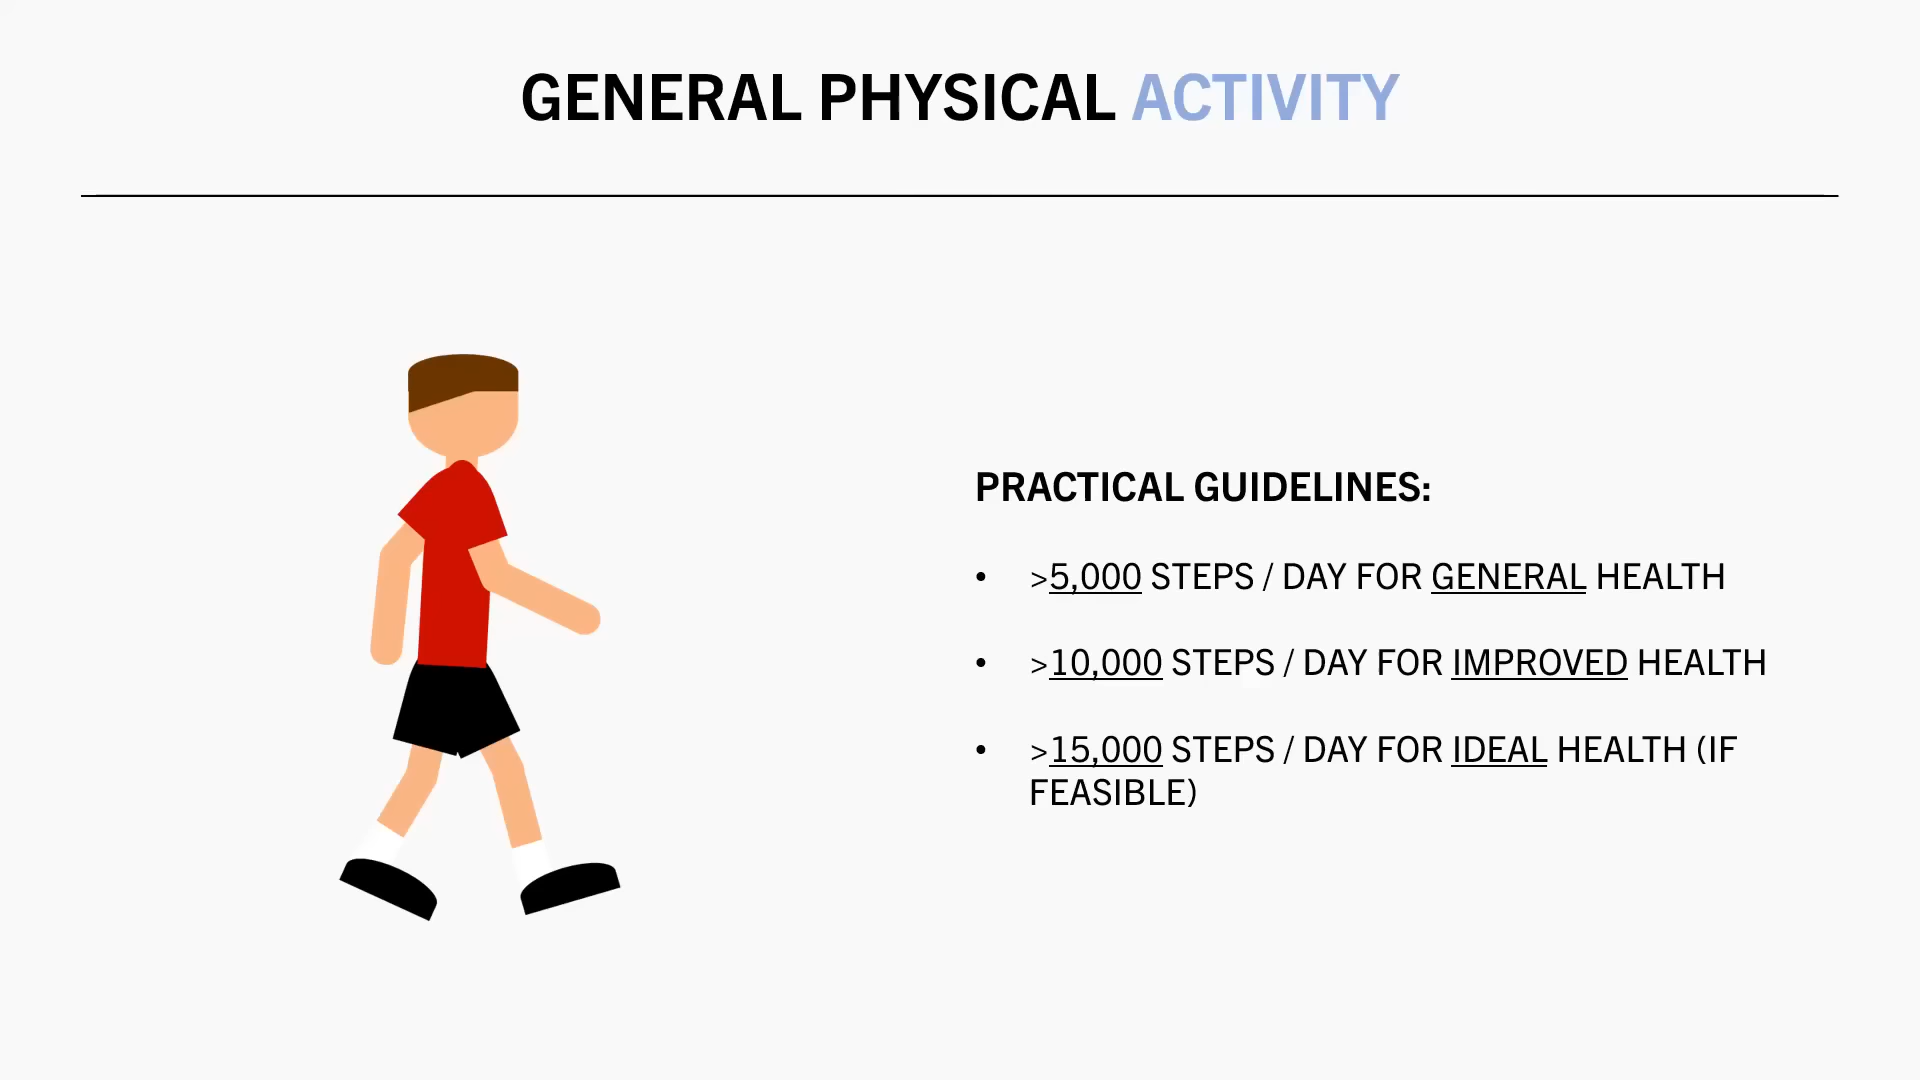 GENERAL PHYSICAL ACTIVITY
PRACTICAL GUIDELINES:
• >5,000 STEPS / DAY FOR GENERAL HEALTH
• >10,000 STEPS / DAY FOR IMPROVED HEALTH
• >15,000 STEPS / DAY FOR IDEAL HEALTH (IF
FEASIBLE)